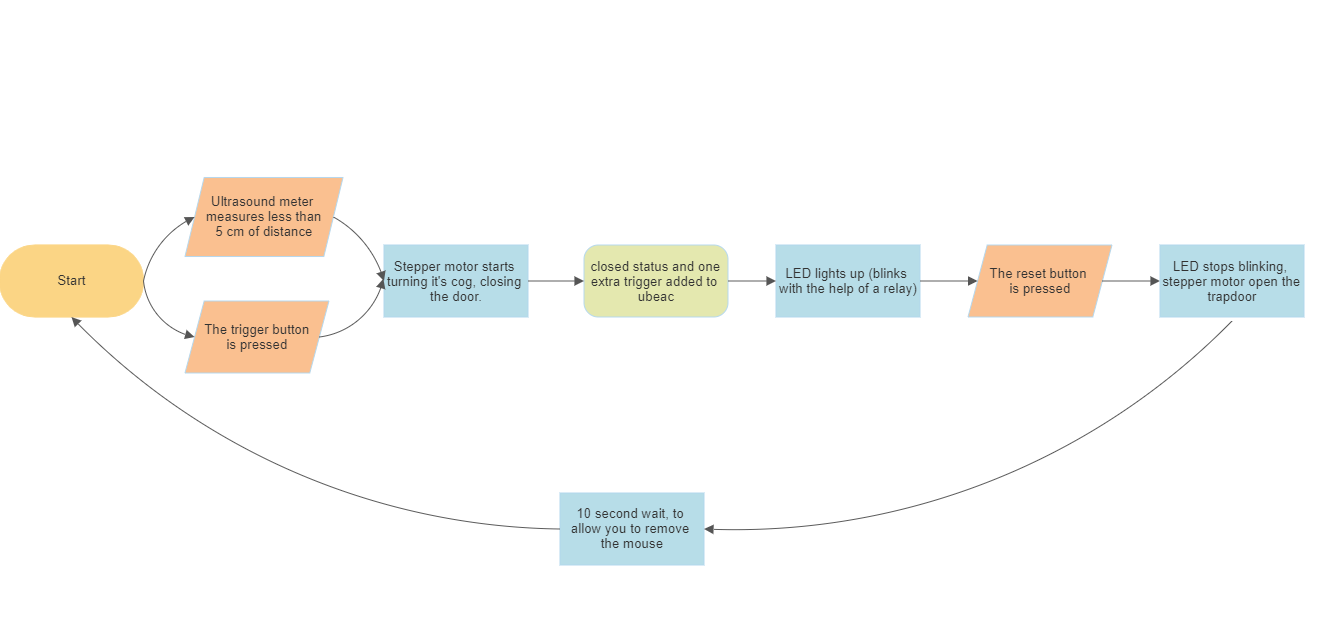 Start
Ultrasound meter
measures less than
5 cm of distance
The trigger button
is pressed
Stepper motor starts
turning it's cog, closing
the door.
closed status and one
extra trigger added to
ubeac
LED lights up (blinks
with the help of a relay)
The reset button
is pressed
LED stops blinking,
stepper motor open the
trapdoor
10 second wait, to
allow you to remove
the mouse